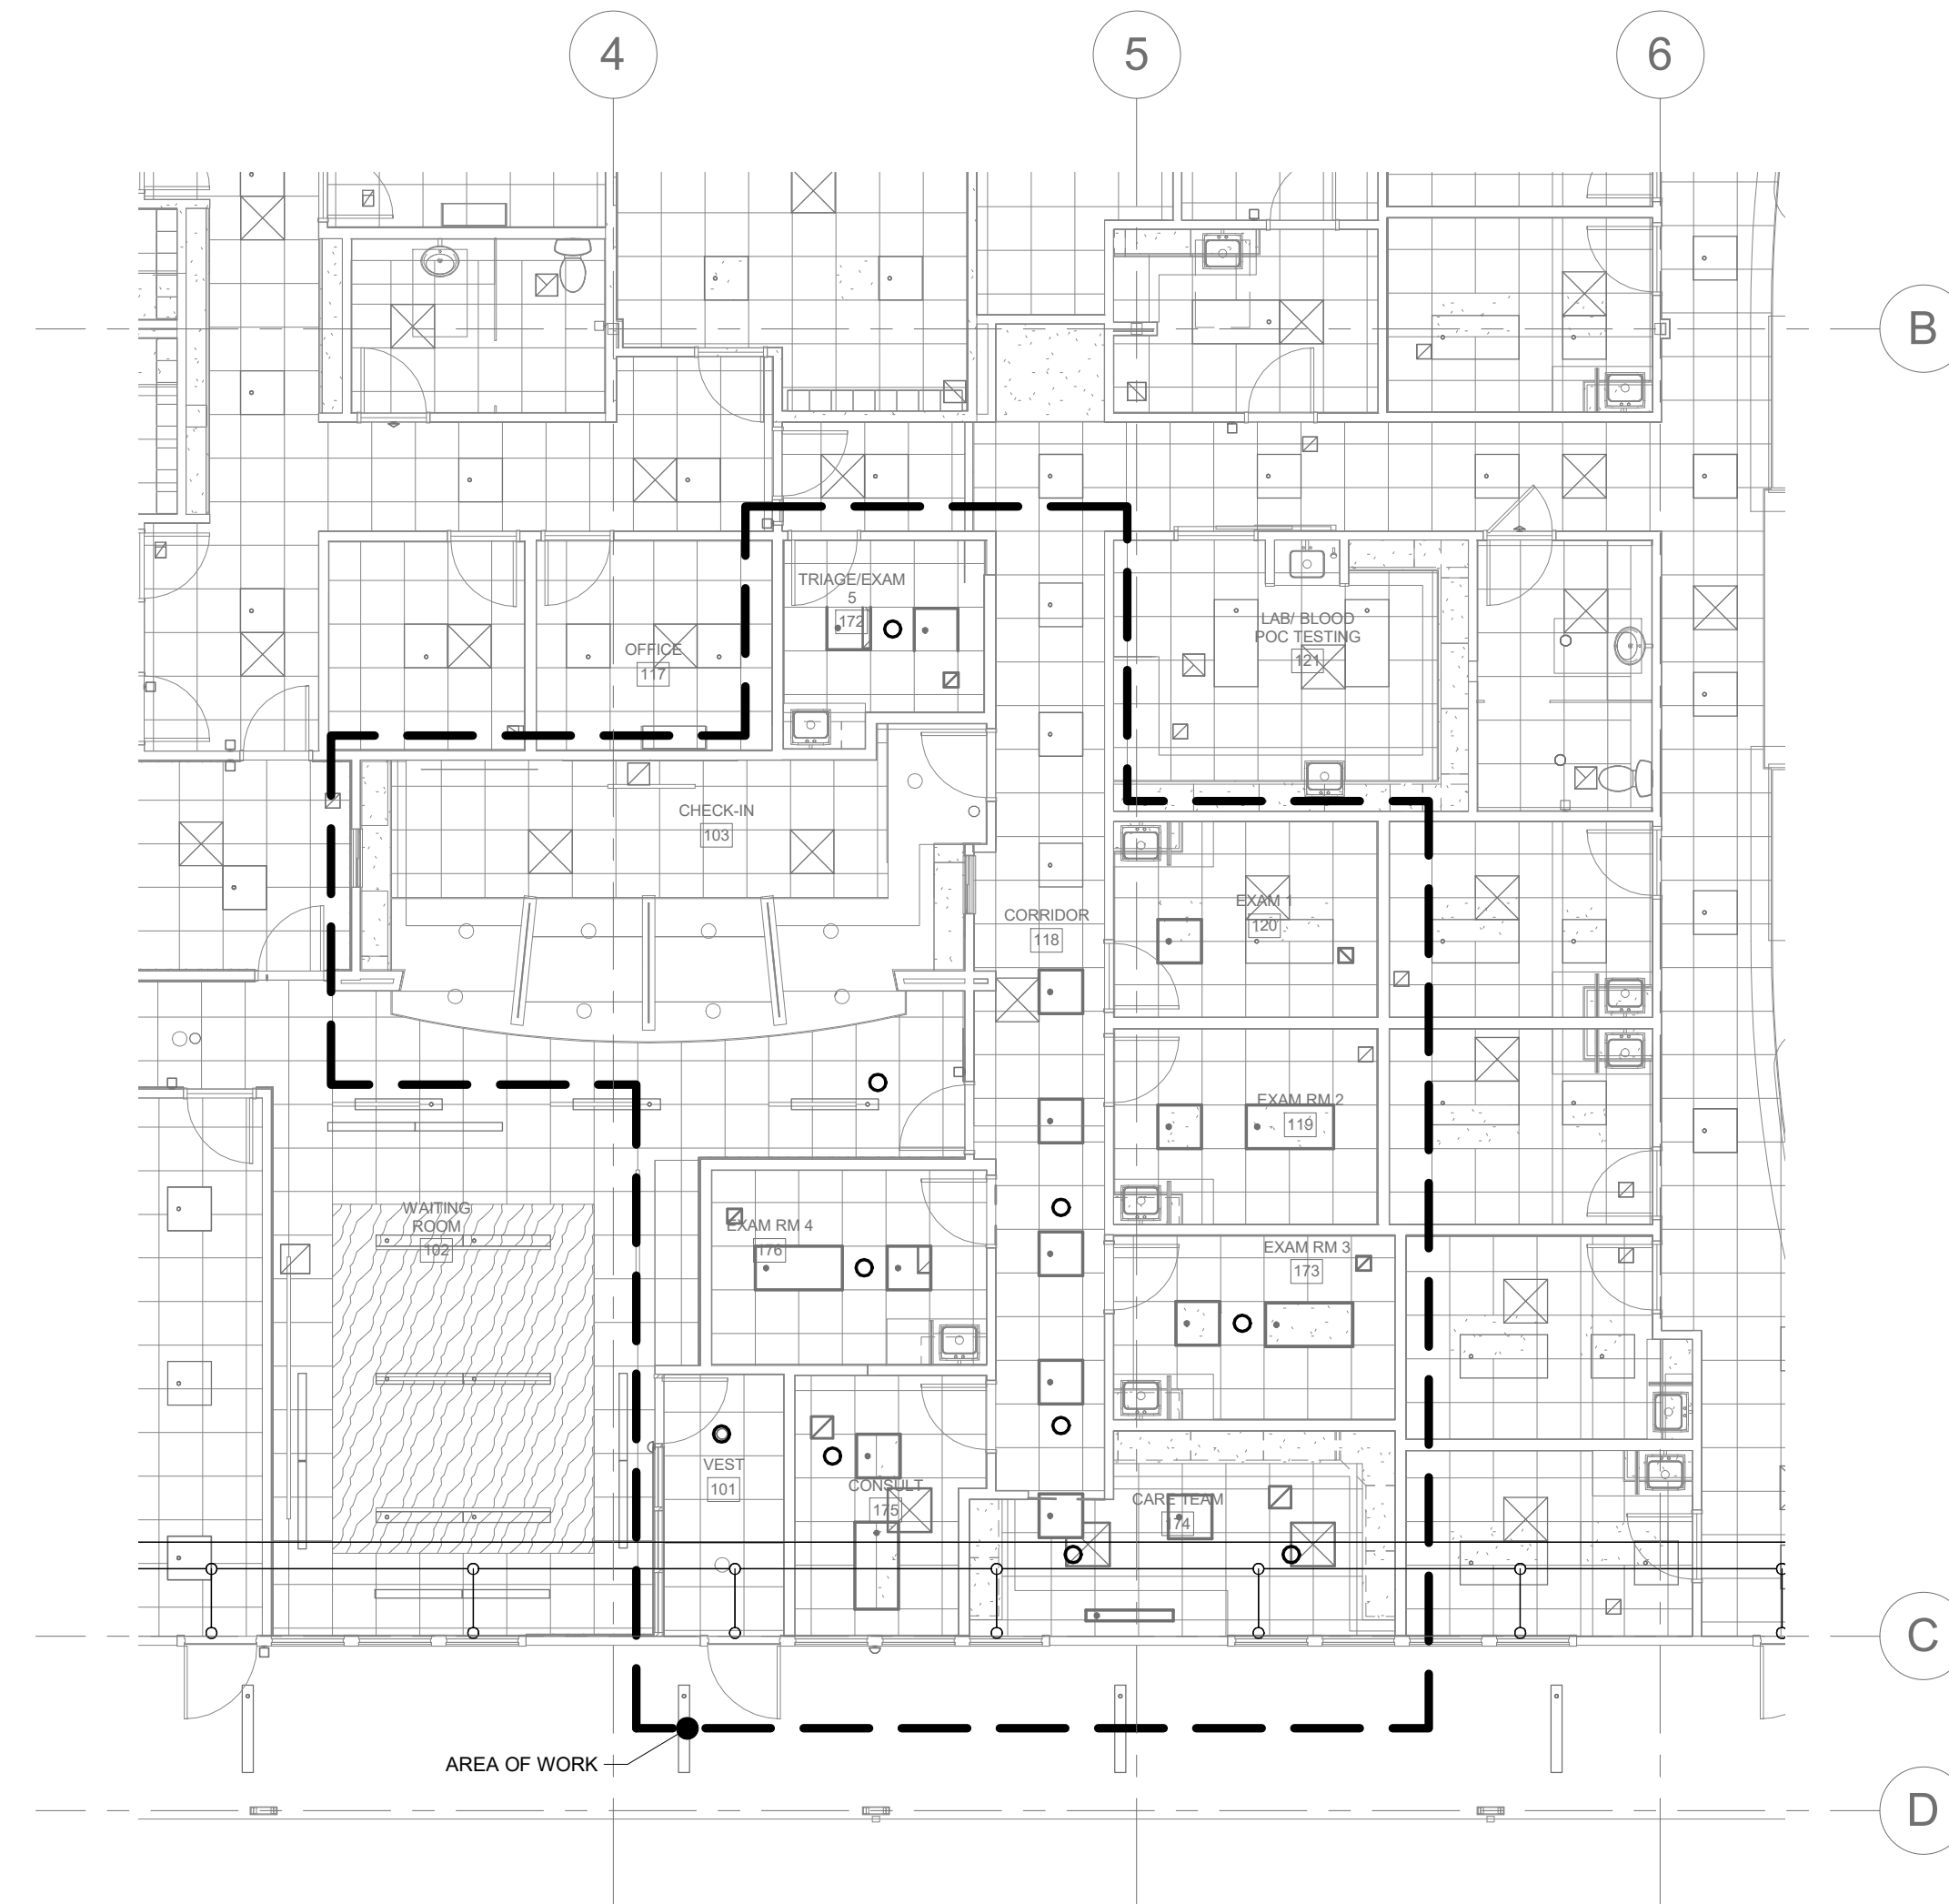 4
5
6
B
TRIAGE/EXAM
5
172
LAB/ BLOOD
POC TESTING
121
OFFICE
117
CHECK-IN
103
CORRIDOR
118
EXAM 1
120
EXAM RM 2
119
WAITING
ROOM
102
EXAM RM 4
176
EXAM RM 3
173
VEST
101
CONSULT
175
CARE TEAM
174
C
AREA OF WORK
D